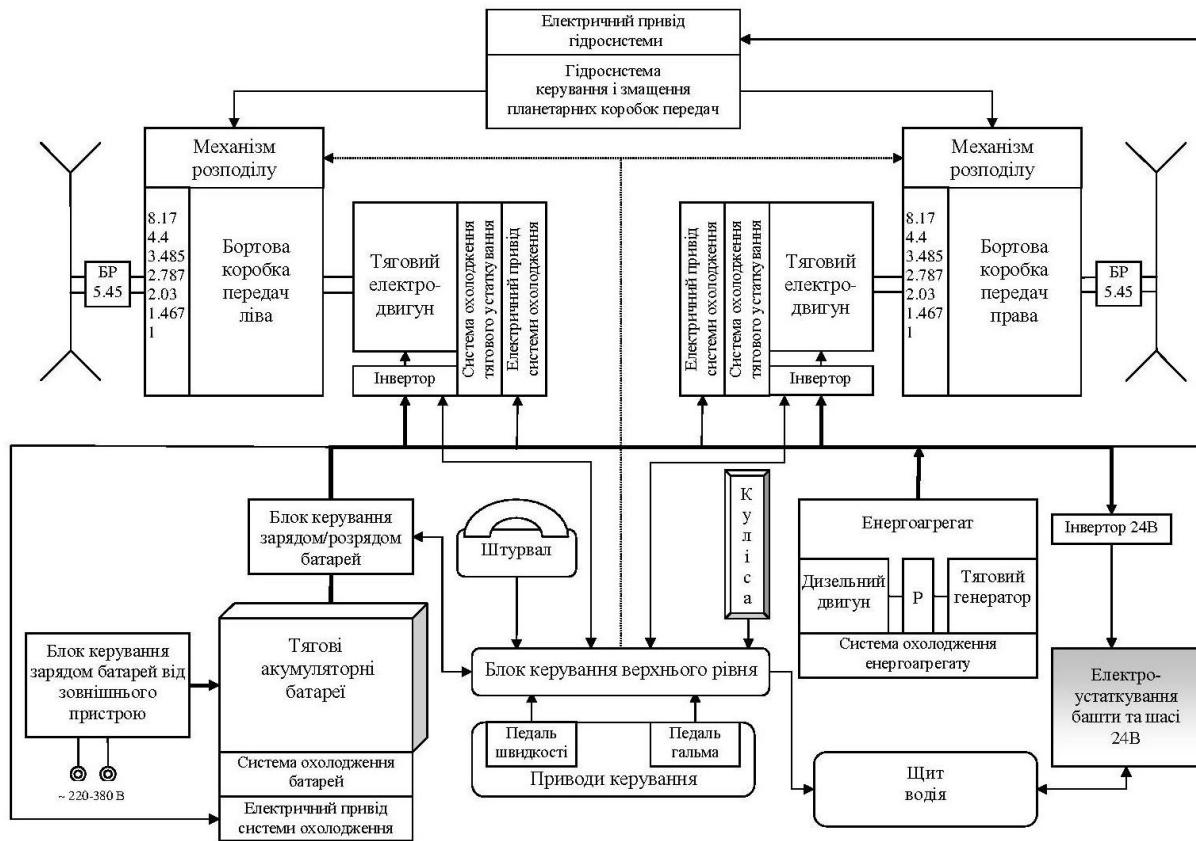 Електричний привід
гідросистеми
Гідросистема
керування і змащення
планетарних коробок передач
Механізм
розподілу
8.17
4.4
3.485
2.787
2.03
1.467
1
Бортова
коробка
передач
ліва
БР
5.45
Тяговий
електро-
двигун
Інвертор
Система охолодження
тягового устаткування
Електричний привід
системи охолодження
Електричний привід
системи охолодження
Система охолодження
тягового устаткування
Тяговий
електро-
двигун
Інвертор
Механізм
розподілу
8.17
4.4
3.485
2.787
2.03
1.467
1
Бортова
коробка
передач
права
БР
5.45
Блок керування
зарядом/розрядом
батарей
Штурвал
Куліса
Енергоагрегат
Дизельний
двигун
Р
Тяговий
генератор
Система охолодження
енергоагрегату
Інвертор 24В
Блок керування
зарядом батарей від
зовнішнього
пристрою
~ 220-380 В
Тягові
акумуляторні
батареї
Система охолодження
батарей
Електричний привід
системи охолодження
Блок керування верхнього рівня
Педаль
швидкості
Педаль
гальма
Приводи керування
Електро-
устаткування
башти та шасі
24В
Щит
водія